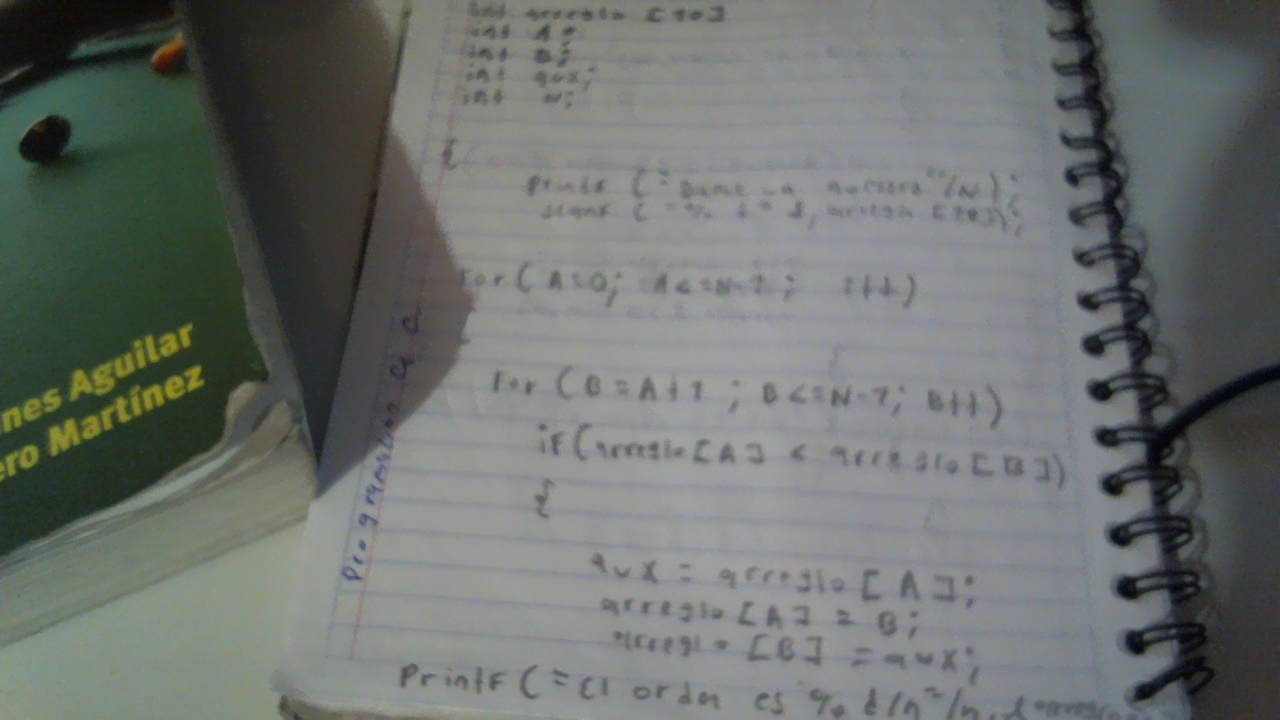 nes Aguilar
ero Martínez
Programacion C
int arreglo [10]
int A;
int B;
int aux;
int N;
{
printf ("Dame un numero"/N);
scanf ("% d" &, arreglo [10]);
For (A=0; A<=N-1; i++)
For (B=A+1 ; B<=N-1; B++)
if(arreglo[A] < arreglo[B])
{
aux = arreglo [A];
arreglo [A] = B;
arreglo [B] = aux;
Printf ("El orden es % d/n"/n,